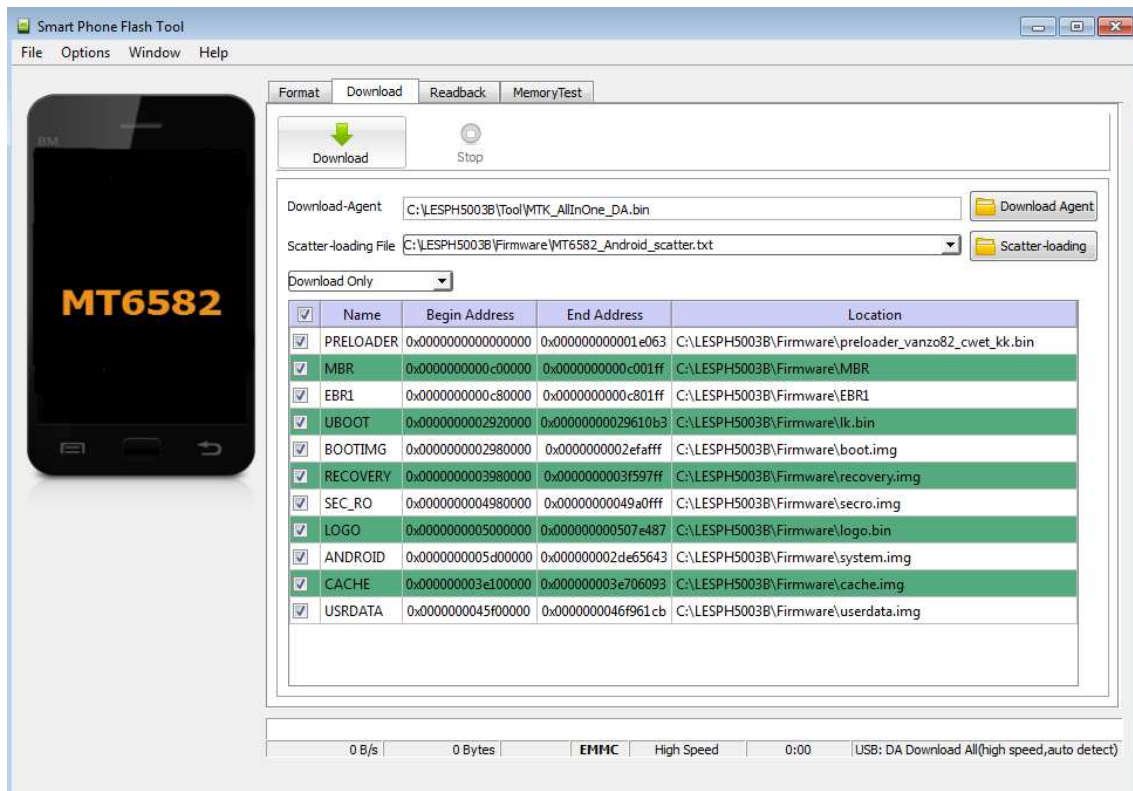 Smart Phone Flash Tool
File Options Window Help
BM
MT6582
Format Download Readback MemoryTest
Download Stop
Download-Agent C:\LESPH5003B\Tool\MTK_AllInOne_DA.bin Download Agent
Scatter-loading File C:\LESPH5003B\Firmware\MT6582_Android_scatter.txt Scatter-loading
Download Only
Name Begin Address End Address Location
PRELOADER 0x0000000000000000 0x000000000001e063 C:\LESPH5003B\Firmware\preloader_vanzo82_cwet_kk.bin
MBR 0x0000000000c00000 0x0000000000c001ff C:\LESPH5003B\Firmware\MBR
EBR1 0x0000000000c80000 0x0000000000c801ff C:\LESPH5003B\Firmware\EBR1
UBOOT 0x0000000002920000 0x00000000029610b3 C:\LESPH5003B\Firmware\lk.bin
BOOTIMG 0x0000000002980000 0x0000000002efafff C:\LESPH5003B\Firmware\boot.img
RECOVERY 0x0000000003980000 0x0000000003f597ff C:\LESPH5003B\Firmware\recovery.img
SEC_RO 0x0000000004980000 0x00000000049a0fff C:\LESPH5003B\Firmware\secro.img
LOGO 0x0000000005000000 0x000000000507e487 C:\LESPH5003B\Firmware\logo.bin
ANDROID 0x0000000005d00000 0x000000002de65643 C:\LESPH5003B\Firmware\system.img
CACHE 0x000000003e100000 0x000000003e706093 C:\LESPH5003B\Firmware\cache.img
USRDATA 0x0000000045f00000 0x0000000046f961cb C:\LESPH5003B\Firmware\userdata.img
0 B/s 0 Bytes EMMC High Speed 0:00 USB: DA Download All(high speed,auto detect)